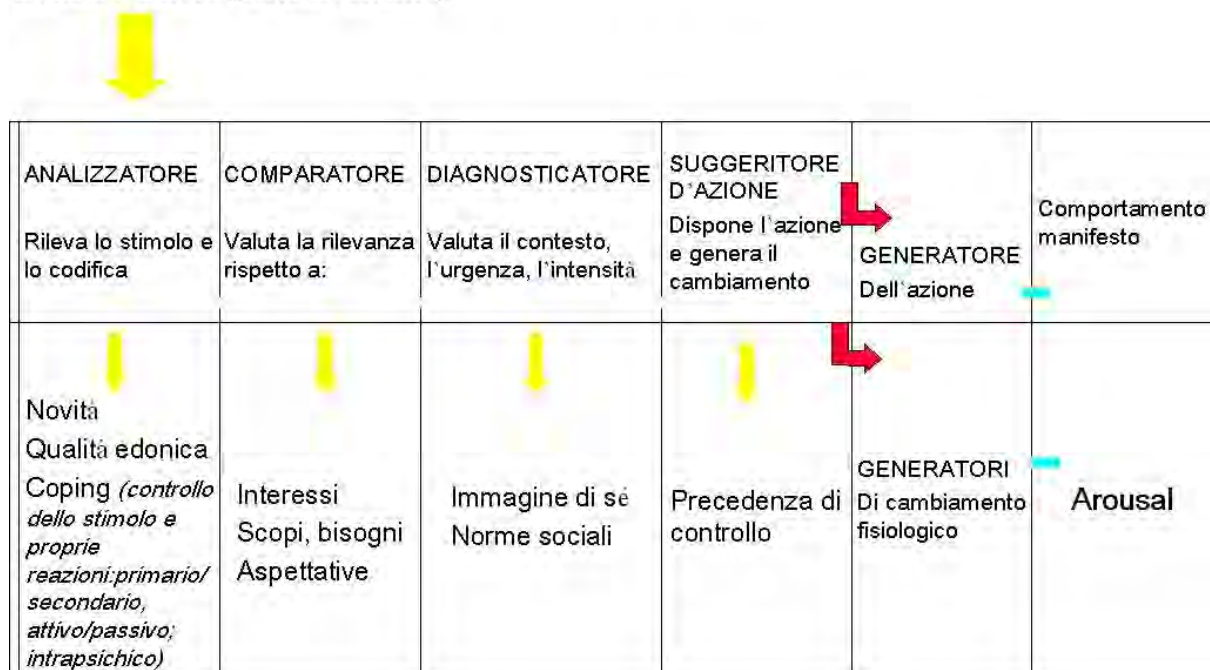 ANALIZZATORE
Rileva lo stimolo e
lo codifica
COMPARATORE
Valuta la rilevanza
rispetto a:
DIAGNOSTICATORE
Valuta il contesto,
l'urgenza, l'intensità
SUGGERITORE
D'AZIONE
Dispone l'azione
e genera il
cambiamento
GENERATORE
Dell'azione
Comportamento
manifesto
Novità
Qualità edonica
Coping (controllo
dello stimolo e
proprie
reazioni:primario/
secondario,
attivo/passivo;
intrapsichico)
Interessi
Scopi, bisogni
Aspettative
Immagine di sè
Norme sociali
Precedenza di
controllo
GENERATORI
Di cambiamento
fisiologico
Arousal